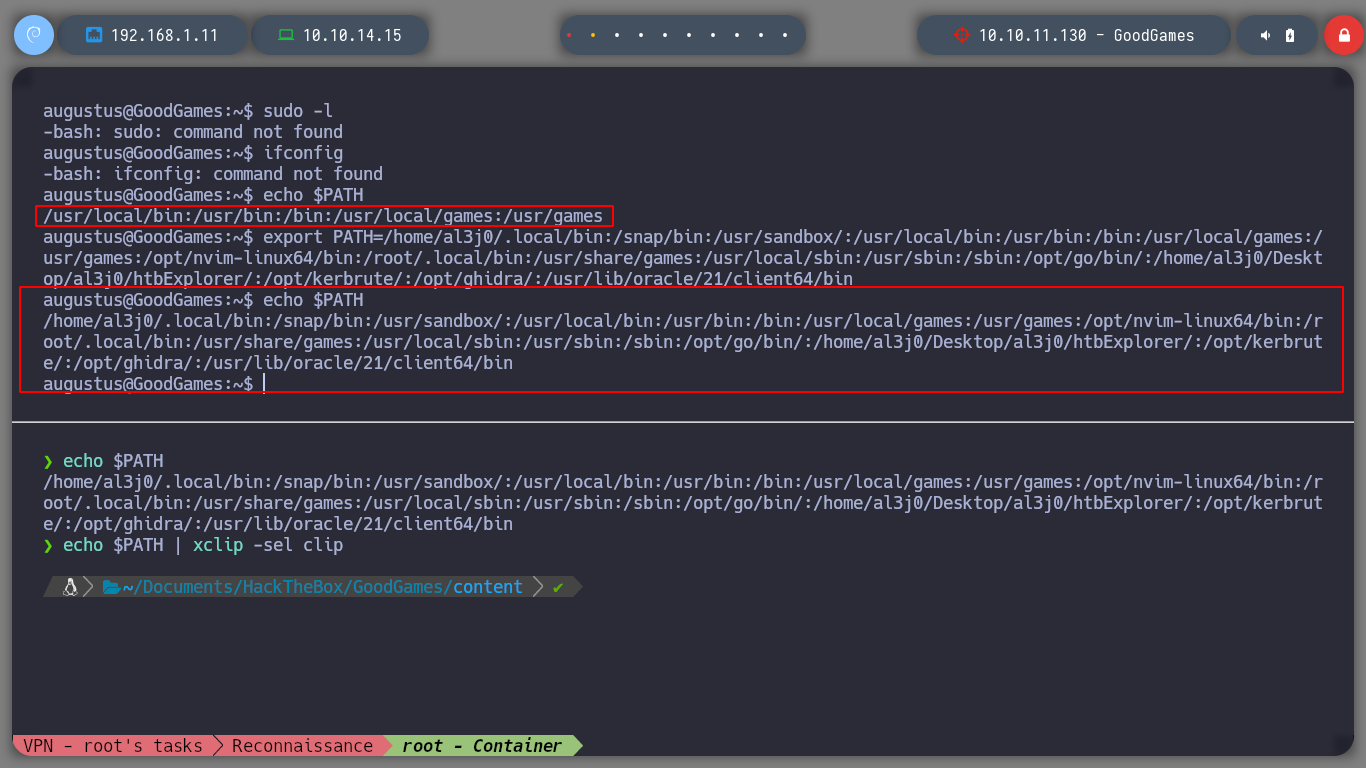 192.168.1.11 10.10.14.15 10.10.11.130 - GoodGames
augustus@GoodGames:~$ sudo -l
-bash: sudo: command not found
augustus@GoodGames:~$ ifconfig
-bash: ifconfig: command not found
augustus@GoodGames:~$ echo $PATH
/usr/local/bin:/usr/bin:/bin:/usr/local/games:/usr/games
augustus@GoodGames:~$ export PATH=/home/al3j0/.local/bin:/snap/bin:/usr/sandbox/:/usr/local/bin:/usr/bin:/bin:/usr/local/games:/
usr/games:/opt/nvim-linux64/bin:/root/.local/bin:/usr/share/games:/usr/local/sbin:/usr/sbin:/sbin:/opt/go/bin/:/home/al3j0/Deskt
op/al3j0/htbExplorer/:/opt/kerbrute/:/opt/ghidra/:/usr/lib/oracle/21/client64/bin
augustus@GoodGames:~$ echo $PATH
/home/al3j0/.local/bin:/snap/bin:/usr/sandbox/:/usr/local/bin:/usr/bin:/bin:/usr/local/games:/usr/games:/opt/nvim-linux64/bin:/r
oot/.local/bin:/usr/share/games:/usr/local/sbin:/usr/sbin:/sbin:/opt/go/bin/:/home/al3j0/Desktop/al3j0/htbExplorer/:/opt/kerbrut
e/:/opt/ghidra/:/usr/lib/oracle/21/client64/bin
augustus@GoodGames:~$
❯ echo $PATH
/home/al3j0/.local/bin:/snap/bin:/usr/sandbox/:/usr/local/bin:/usr/bin:/bin:/usr/local/games:/usr/games:/opt/nvim-linux64/bin:/r
oot/.local/bin:/usr/share/games:/usr/local/sbin:/usr/sbin:/sbin:/opt/go/bin/:/home/al3j0/Desktop/al3j0/htbExplorer/:/opt/kerbrut
e/:/opt/ghidra/:/usr/lib/oracle/21/client64/bin
❯ echo $PATH | xclip -sel clip
~/Documents/HackTheBox/GoodGames/content ✔
VPN - root's tasks Reconnaissance root - Container